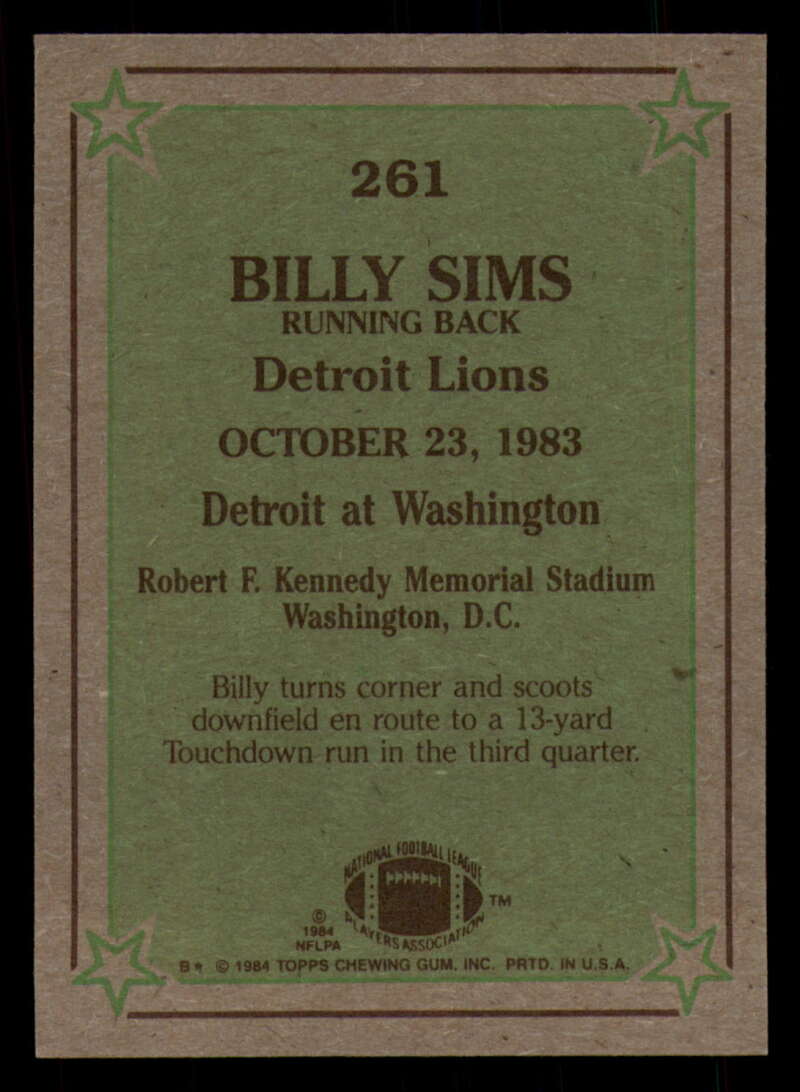 261
BILLY SIMS
RUNNING BACK
Detroit Lions
OCTOBER 23, 1983
Detroit at Washington
Robert F. Kennedy Memorial Stadium
Washington, D.C.
Billy turns corner and scoots
downfield en route to a 13-yard
Touchdown run in the third quarter.
NATIONAL FOOTBALL LEAGUE
PLAYERS ASSOCIATION
TM
©
1984
NFLPA
B* © 1984 TOPPS CHEWING GUM, INC. PRTD. IN U.S.A.